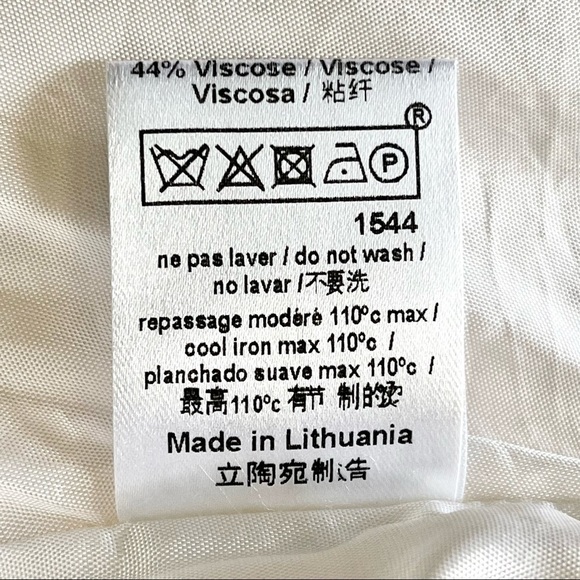 44% Viscose / Viscose /
Viscosa / 粘纤
®
P
1544
ne pas laver / do not wash /
no lavar /不要洗
repassage modéré 110ºc max /
cool iron max 110ºc /
planchado suave max 110ºc /
最高110ºc 有节 制的烫
Made in Lithuania
立陶宛制造